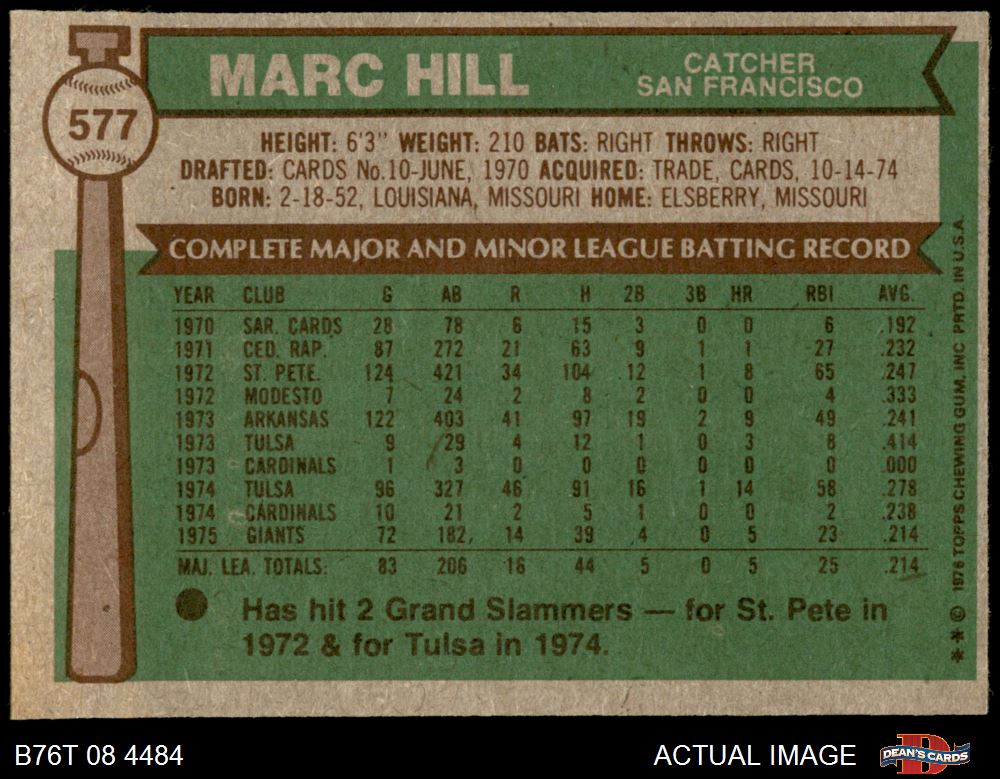 577
MARC HILL
CATCHER
SAN FRANCISCO
HEIGHT: 6'3" WEIGHT: 210 BATS: RIGHT THROWS: RIGHT
DRAFTED: CARDS No.10-JUNE, 1970 ACQUIRED: TRADE, CARDS, 10-14-74
BORN: 2-18-52, LOUISIANA, MISSOURI HOME: ELSBERRY, MISSOURI
COMPLETE MAJOR AND MINOR LEAGUE BATTING RECORD
YEAR CLUB G AB R H 2B 3B HR RBI AVG.
1970 SAR. CARDS 28 78 6 15 3 0 0 6 .192
1971 CED. RAP. 87 272 21 63 9 1 1 27 .232
1972 ST. PETE. 124 421 34 104 12 1 8 65 .247
1972 MODESTO 7 24 2 8 2 0 0 4 .333
1973 ARKANSAS 122 403 41 97 19 2 9 49 .241
1973 TULSA 9 29 4 12 1 0 3 8 .414
1973 CARDINALS 1 3 0 0 0 0 0 0 .000
1974 TULSA 96 327 46 91 16 1 14 58 .278
1974 CARDINALS 10 21 2 5 1 0 0 2 .238
1975 GIANTS 72 182 14 39 4 0 5 23 .214
MAJ. LEA. TOTALS: 83 206 16 44 5 0 5 25 .214
Has hit 2 Grand Slammers — for St. Pete in
1972 & for Tulsa in 1974.
** © 1976 TOPPS CHEWING GUM, INC PRTD. IN U.S.A.
B76T 08 4484
ACTUAL IMAGE
DEAN'S CARDS